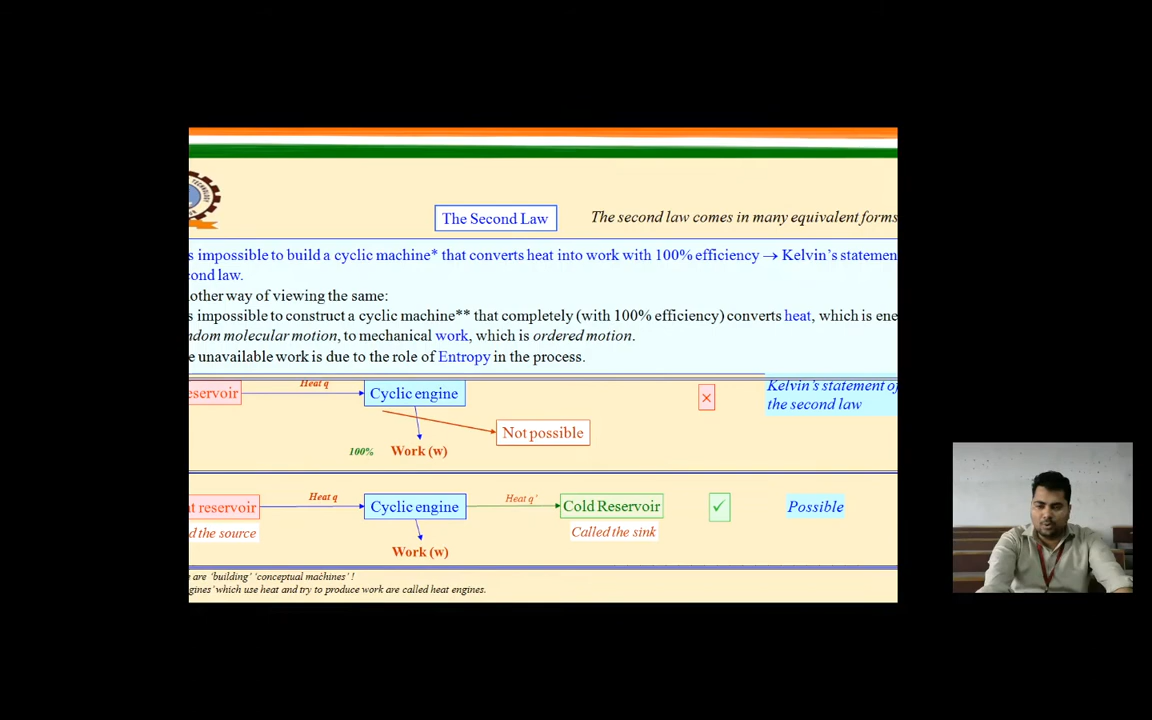 TECHNOLOGY
The Second Law
The second law comes in many equivalent forms
s impossible to build a cyclic machine* that converts heat into work with 100% efficiency → Kelvin's statemen
cond law.
other way of viewing the same:
s impossible to construct a cyclic machine** that completely (with 100% efficiency) converts heat, which is ene
ndom molecular motion, to mechanical work, which is ordered motion.
e unavailable work is due to the role of Entropy in the process.
eservoir
Heat q
Cyclic engine
×
Kelvin's statement of
the second law
Not possible
100%
Work (w)
t reservoir
Heat q
Cyclic engine
Heat q'
Cold Reservoir
✓
Possible
d the source
Called the sink
Work (w)
are 'building' 'conceptual machines' !
gines' which use heat and try to produce work are called heat engines.